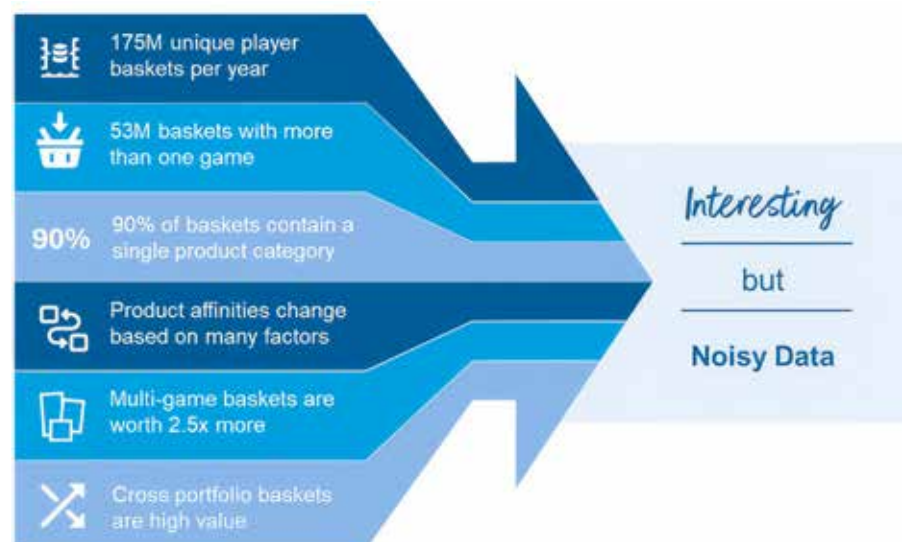 175M unique player
baskets per year
53M baskets with more
than one game
90%
90% of baskets contain a
single product category
Product affinities change
based on many factors
Multi-game baskets are
worth 2.5x more
Cross portfolio baskets
are high value
Interesting
but
Noisy Data